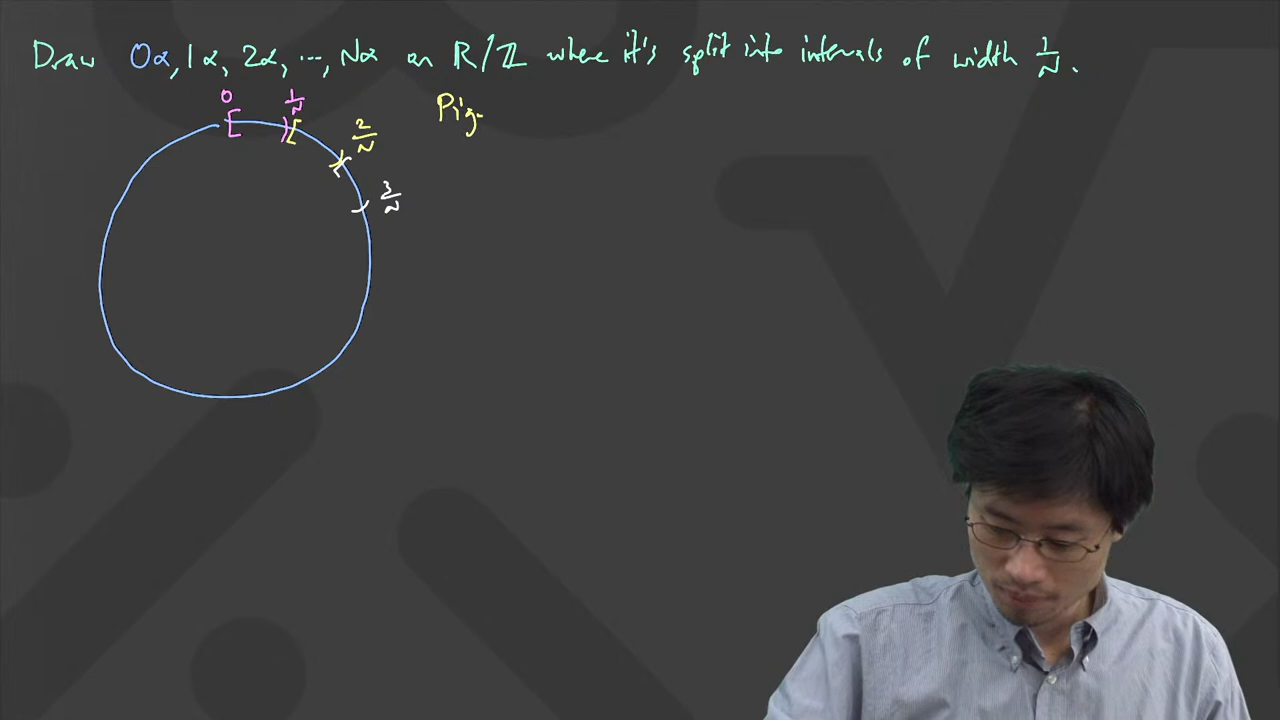 Draw 0α, 1α, 2α, ..., Nα on ℝ/ℤ where it's split into intervals of width 1/N.
0 1/N
Pig
2/N
3/N